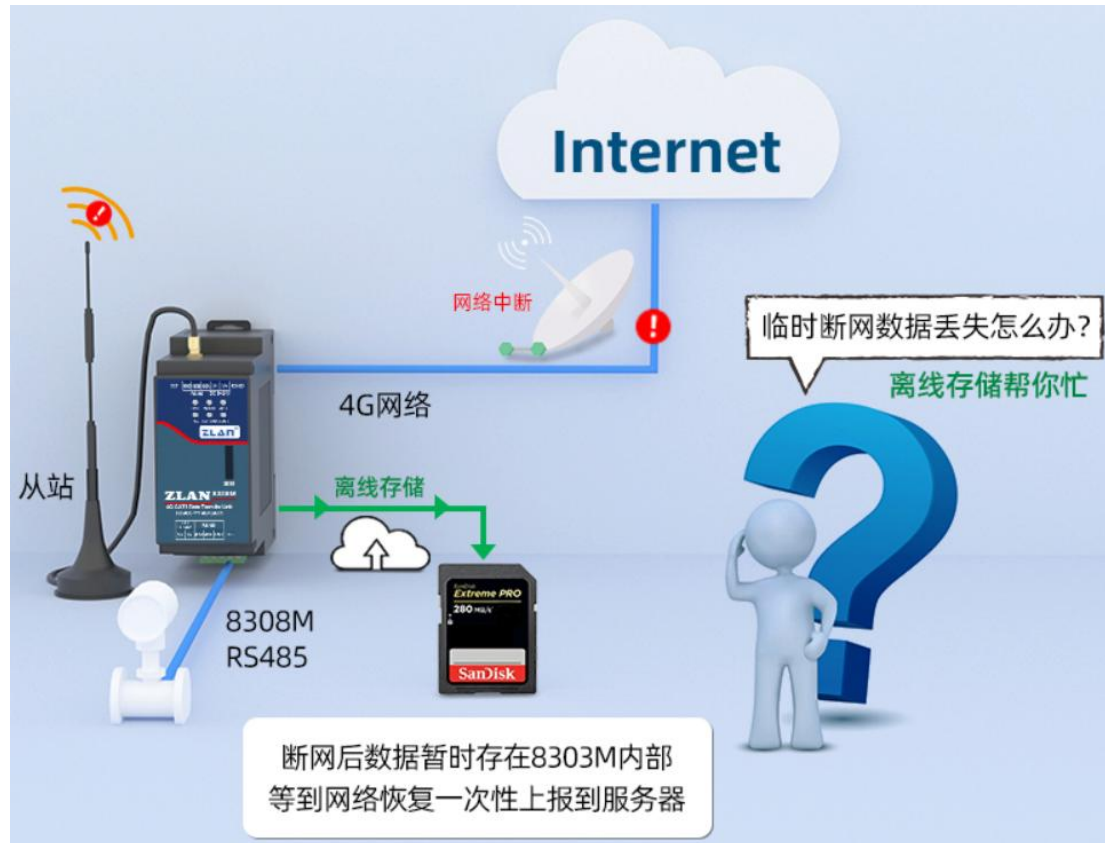 Internet
网络中断
临时断网数据丢失怎么办？
离线存储帮你忙
4G网络
ZLAN
从站
离线存储
ZLAN
Extreme PRO
280 MB/s
SanDisk
8308M
RS485
断网后数据暂时存在8303M内部
等到网络恢复一次性上报到服务器